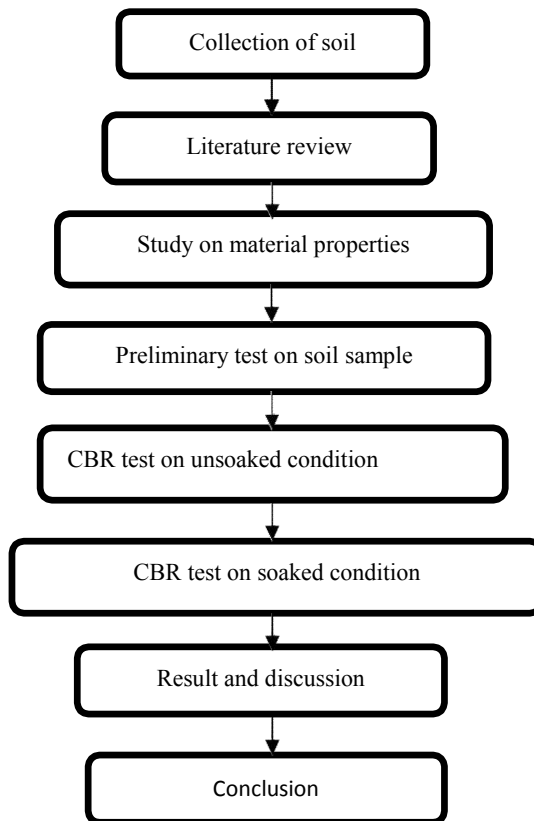 Collection of soil
Literature review
Study on material properties
Preliminary test on soil sample
CBR test on unsoaked condition
CBR test on soaked condition
Result and discussion
Conclusion